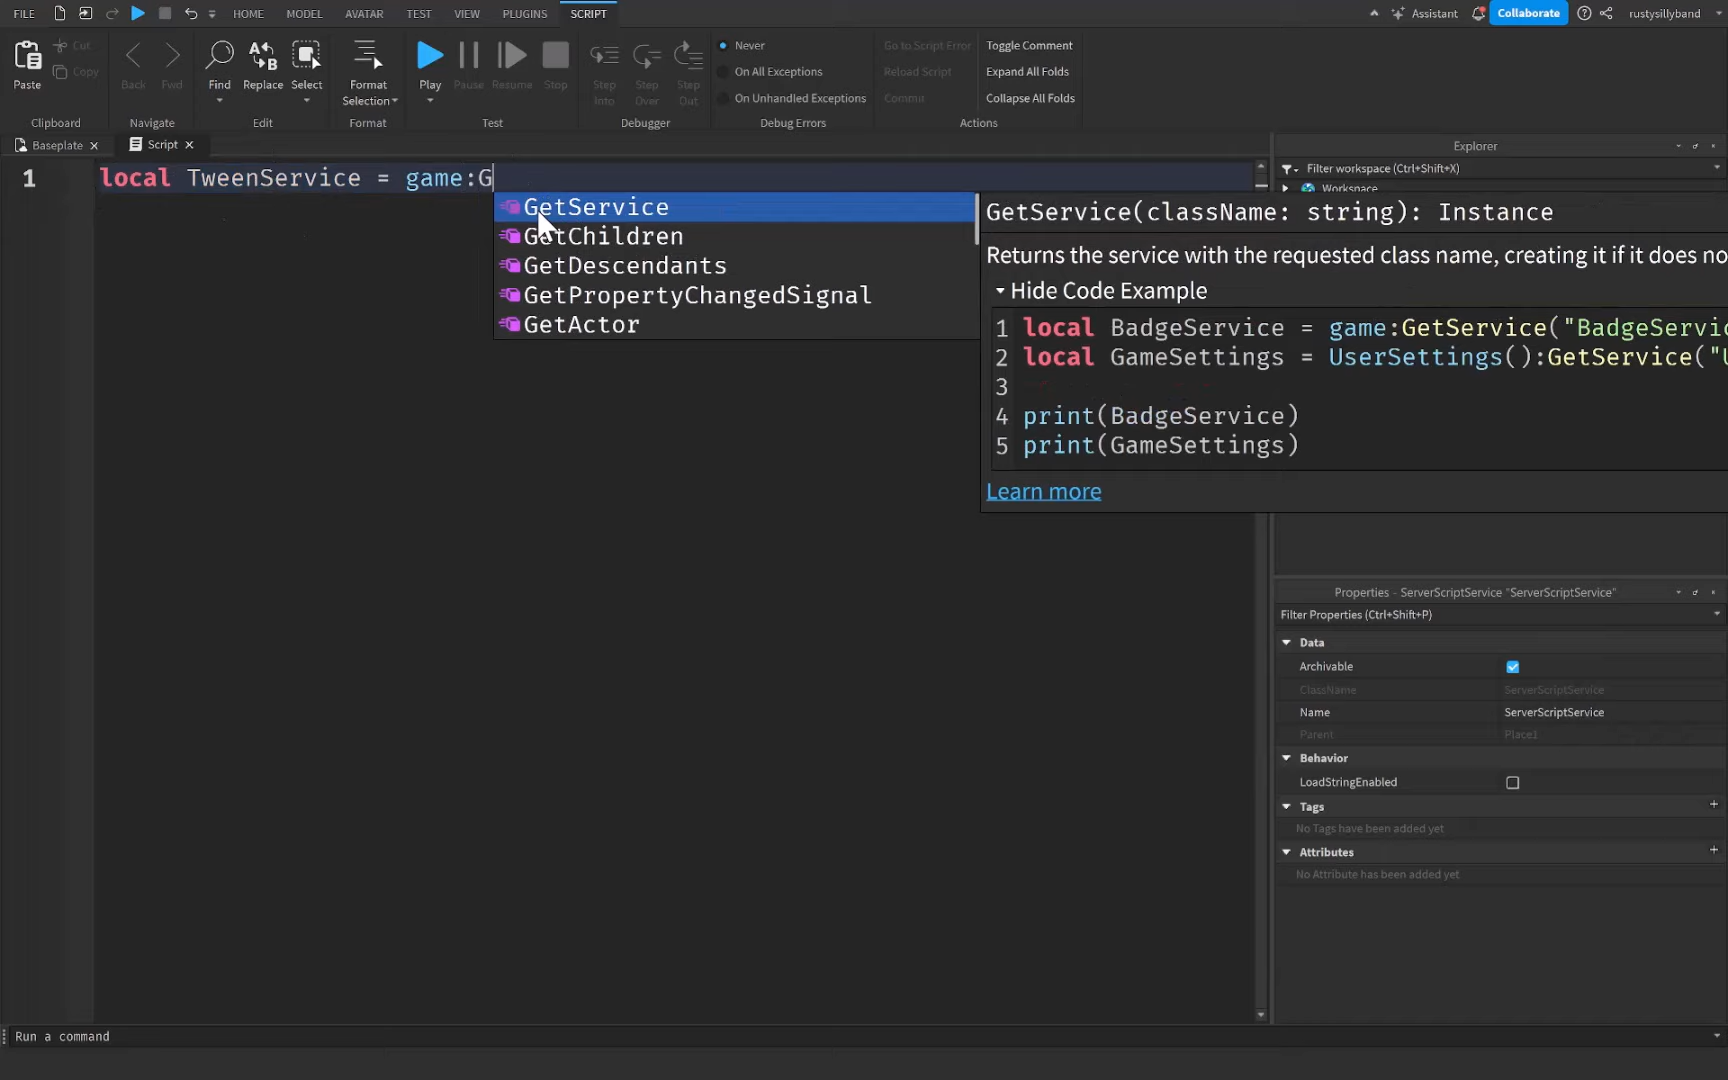 FILE HOME MODEL AVATAR TEST VIEW PLUGINS SCRIPT Assistant Collaborate rustysillyband
Paste Cut Copy Back Fwd Find Replace Select Format Selection Play Pause Resume Stop Step Into Step Over Step Out
Never Go to Script Error Toggle Comment
On All Exceptions Reload Script Expand All Folds
On Unhandled Exceptions Commit Collapse All Folds
Clipboard Navigate Edit Format Test Debugger Debug Errors Actions
Baseplate Script Explorer
Filter workspace (Ctrl+Shift+X)
Workspace
1 local TweenService = game:G
GetService
GetChildren
GetDescendants
GetPropertyChangedSignal
GetActor
GetService(className: string): Instance
Returns the service with the requested class name, creating it if it does no
Hide Code Example
1 local BadgeService = game:GetService("BadgeServic
2 local GameSettings = UserSettings():GetService("U
3
4 print(BadgeService)
5 print(GameSettings)
Learn more
Properties - ServerScriptService "ServerScriptService"
Filter Properties (Ctrl+Shift+P)
Data
Archivable
ClassName ServerScriptService
Name ServerScriptService
Parent Place1
Behavior
LoadStringEnabled
Tags
No Tags have been added yet
Attributes
No Attribute has been added yet
Run a command